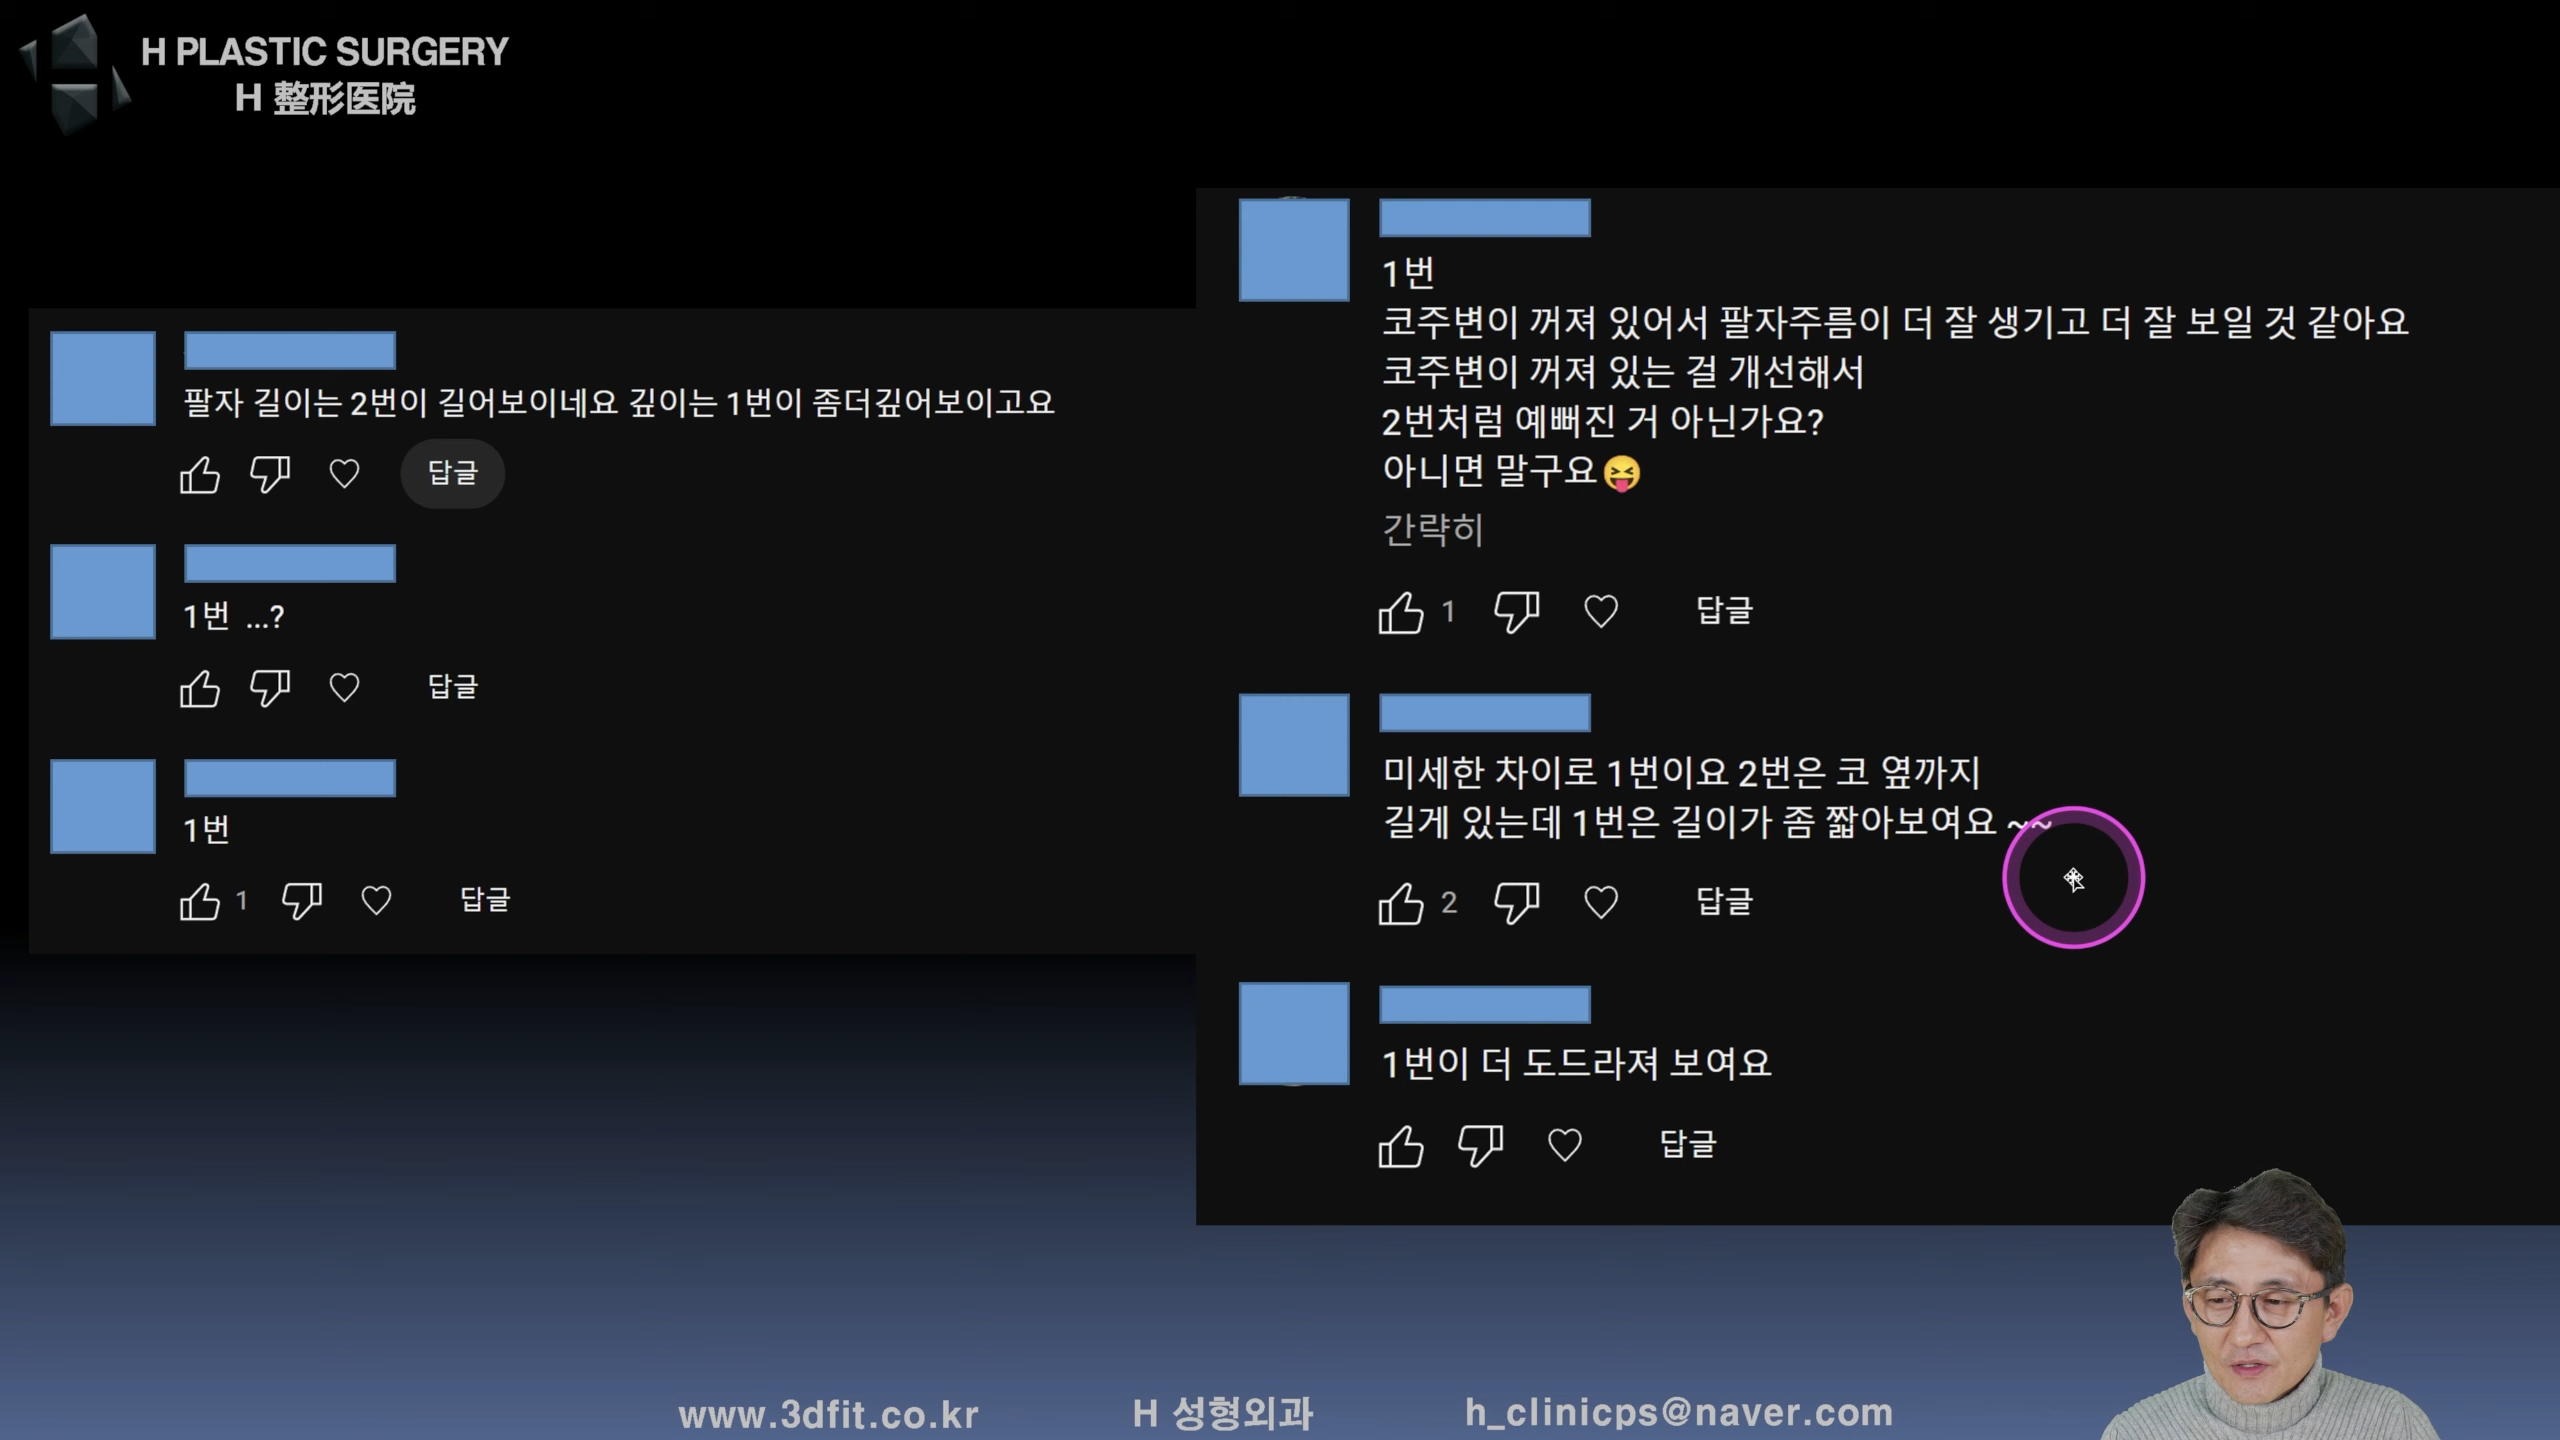 H PLASTIC SURGERY
H 整形医院
팔자 길이는 2번이 길어보이네요 깊이는 1번이 좀더깊어보이고요
답글
1번 ...?
답글
1번
1
답글
1번
코주변이 꺼져 있어서 팔자주름이 더 잘 생기고 더 잘 보일 것 같아요
코주변이 꺼져 있는 걸 개선해서
2번처럼 예뻐진 거 아닌가요?
아니면 말구요😝
간략히
1
답글
미세한 차이로 1번이요 2번은 코 옆까지
길게 있는데 1번은 길이가 좀 짧아보여요 ~~
2
답글
1번이 더 도드라져 보여요
답글
www.3dfit.co.kr
H 성형외과
h_clinicps@naver.com